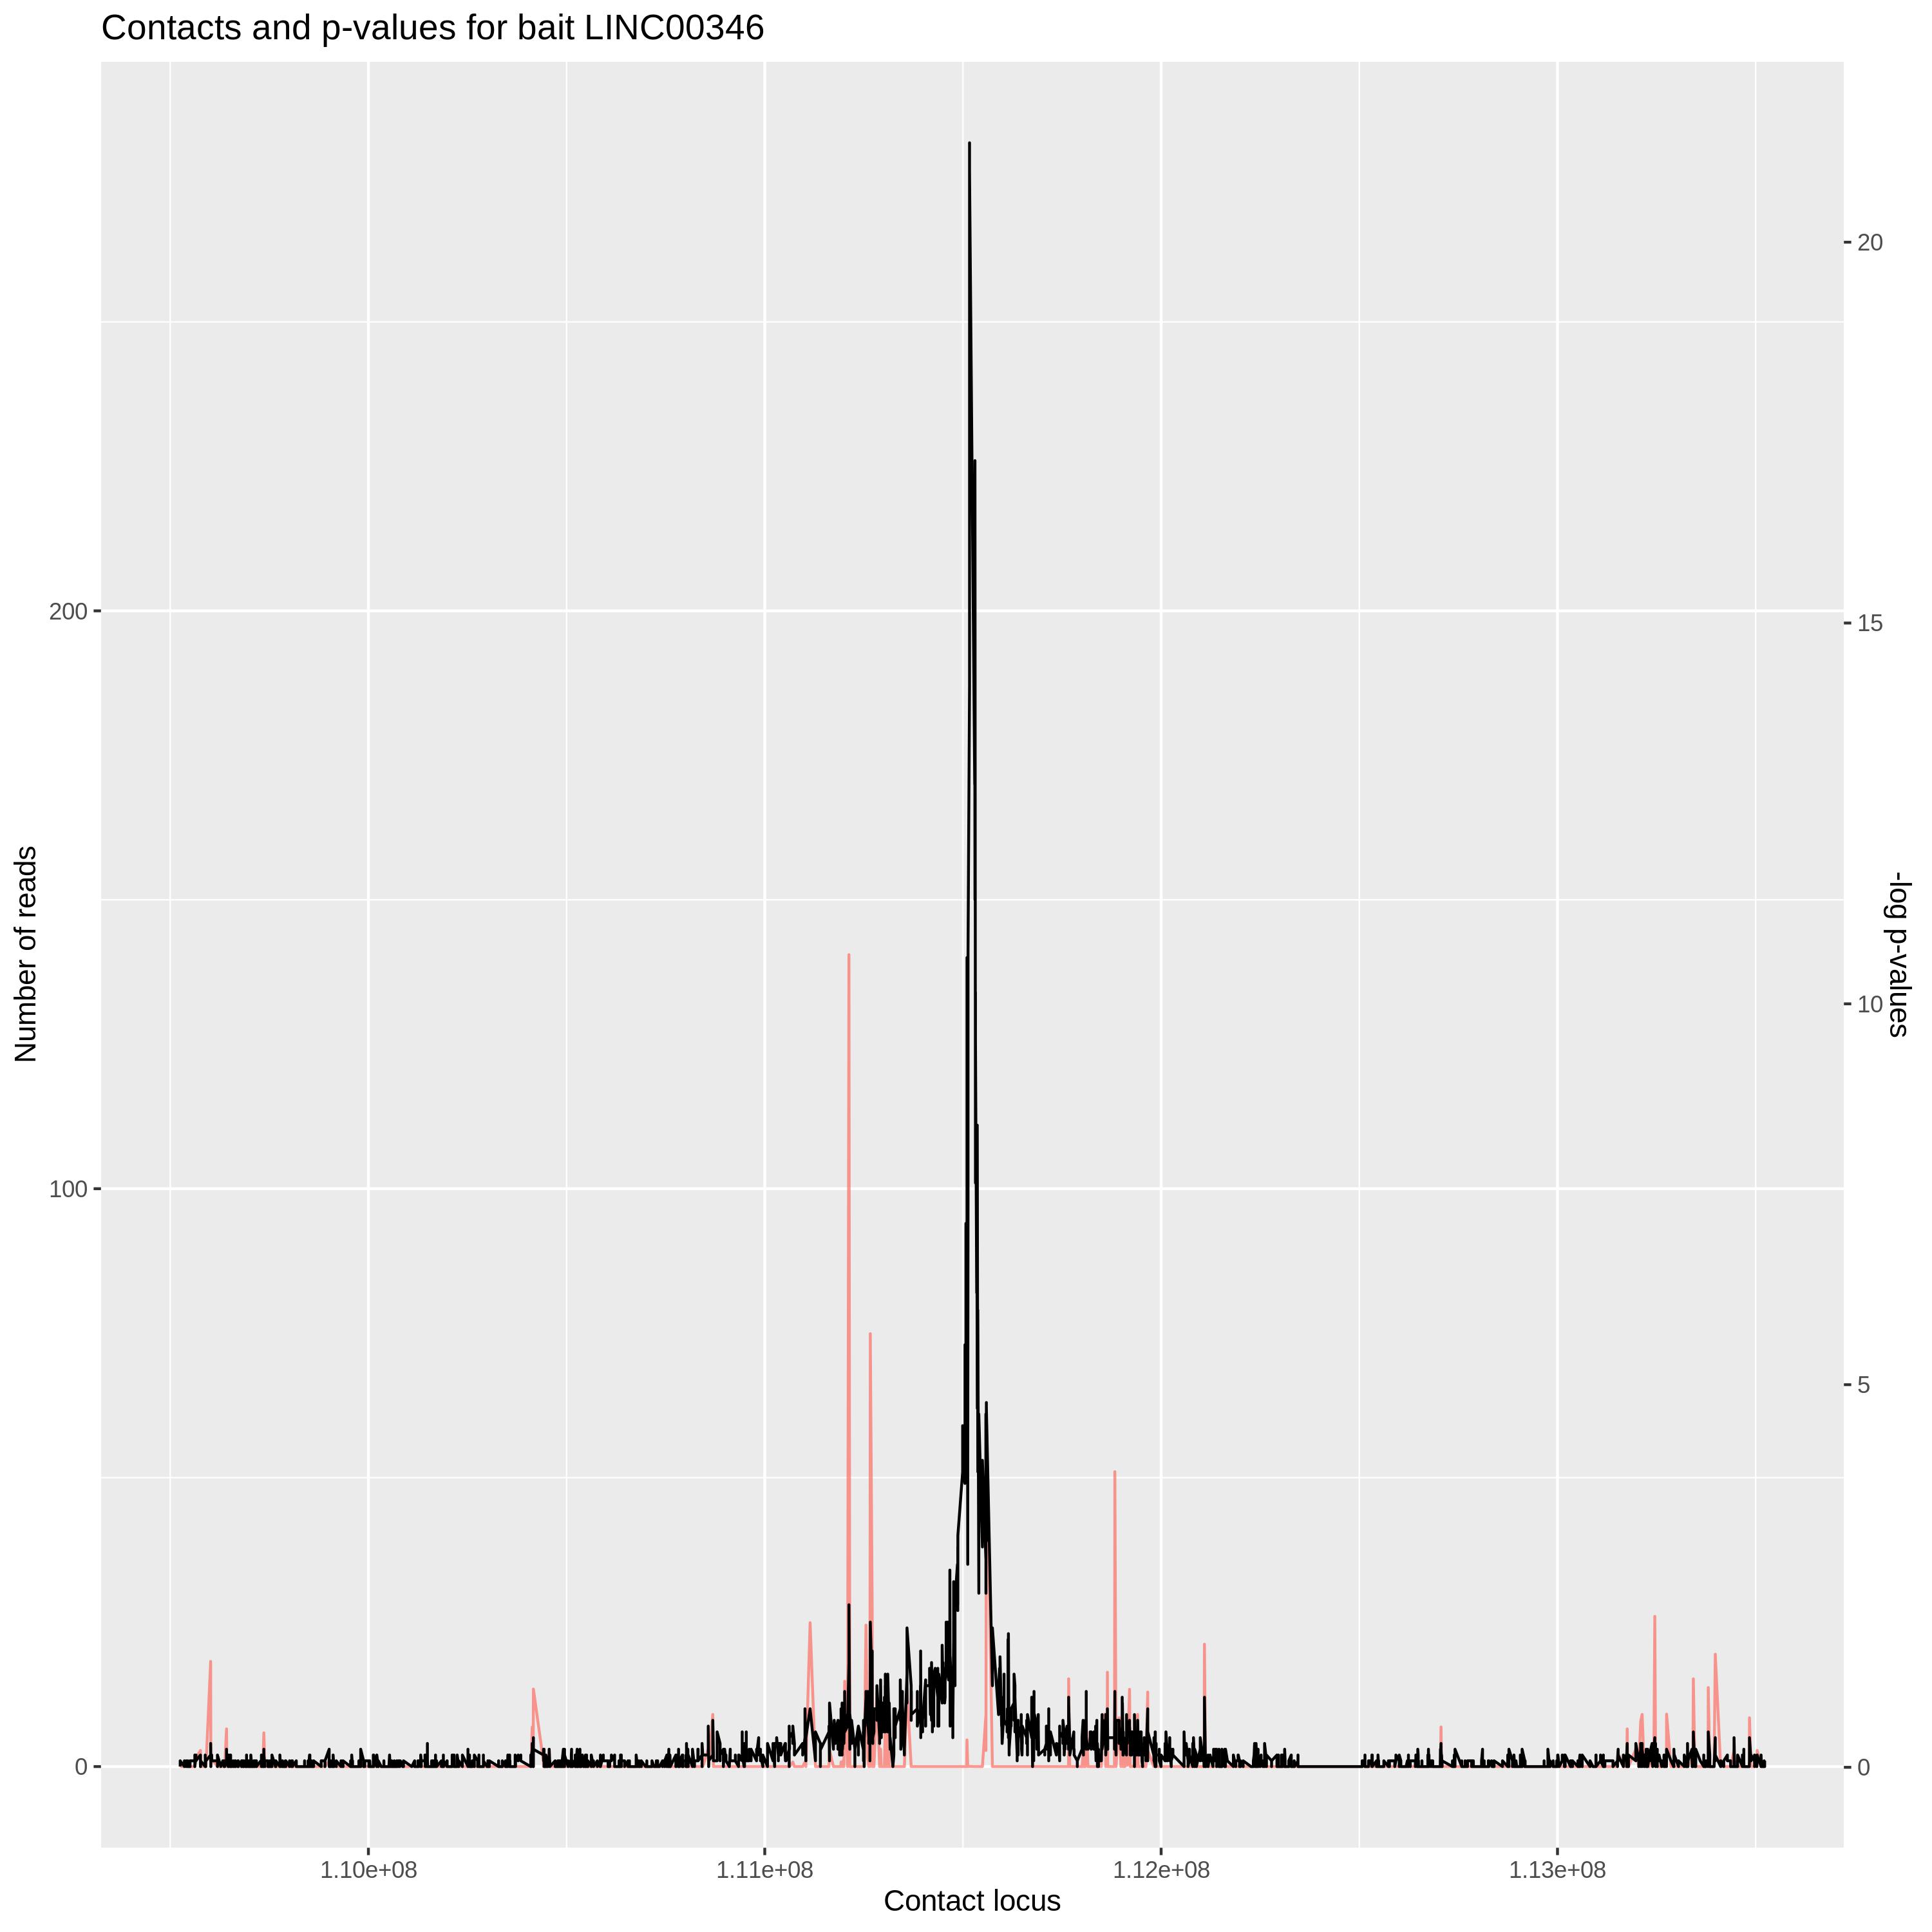 Contacts and p-values for bait LINC00346
20
200
15
Number of reads
-log p-values
10
100
5
0
0
1.10e+08
1.11e+08
1.12e+08
1.13e+08
Contact locus